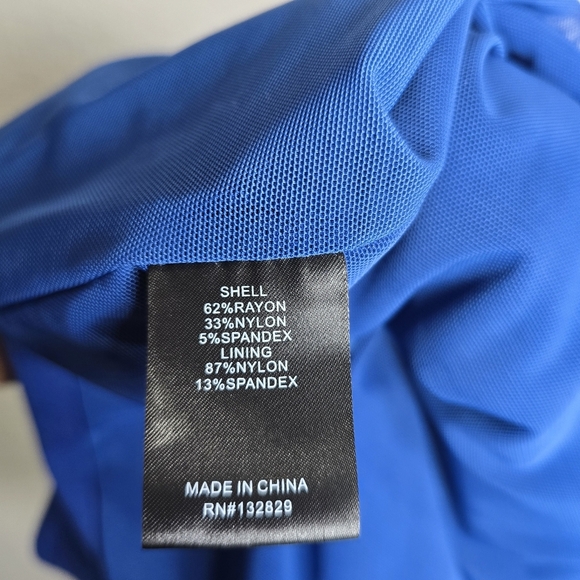 SHELL
62%RAYON
33%NYLON
5%SPANDEX
LINING
87%NYLON
13%SPANDEX
MADE IN CHINA
RN#132829